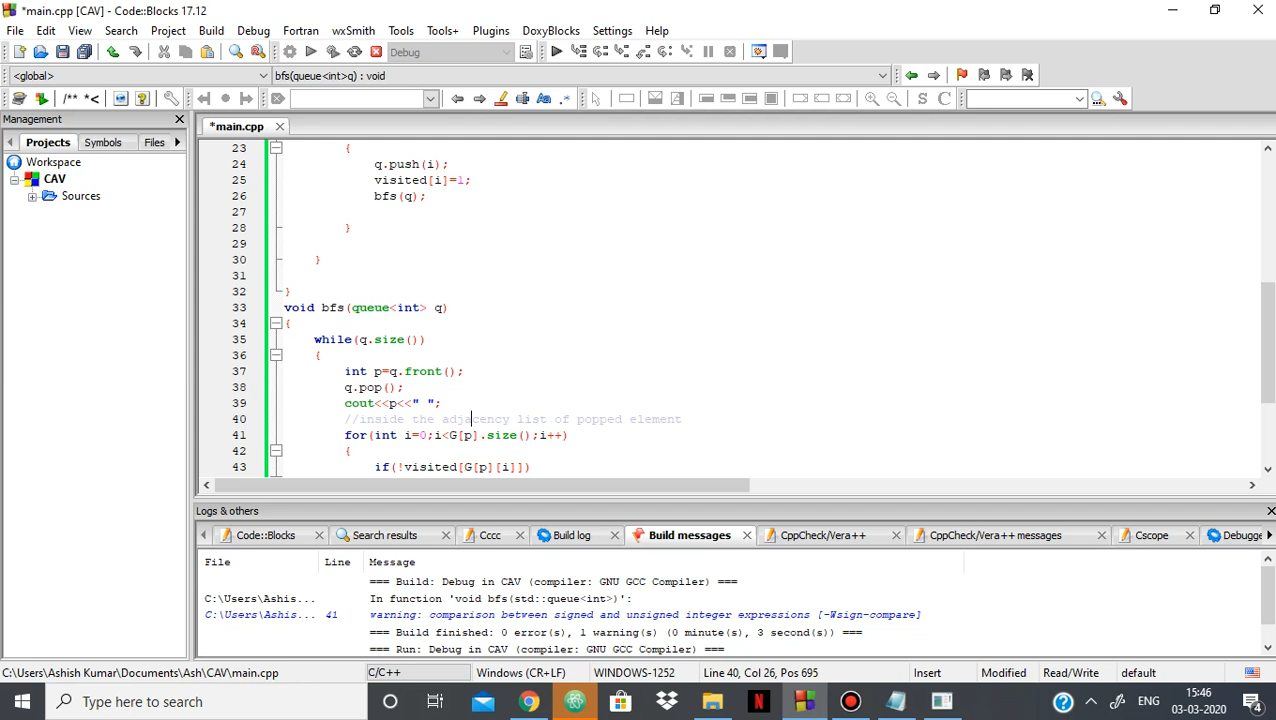 *main.cpp [CAV] - Code::Blocks 17.12
File Edit View Search Project Build Debug Fortran wxSmith Tools Tools+ Plugins DoxyBlocks Settings Help
Debug
<global> bfs(queue<int>q) : void
/** *<
S C
Management
Projects Symbols Files
Workspace
CAV
Sources
*main.cpp
23 {
24 q.push(i);
25 visited[i]=1;
26 bfs(q);
27
28 }
29
30 }
31
32 }
33 void bfs(queue<int> q)
34 {
35 while(q.size())
36 {
37 int p=q.front();
38 q.pop();
39 cout<<p<<" ";
40 //inside the adjacency list of popped element
41 for(int i=0;i<G[p].size();i++)
42 {
43 if(!visited[G[p][i]])
Logs & others
Code::Blocks Search results Cccc Build log Build messages CppCheck/Vera++ CppCheck/Vera++ messages Cscope Debugge
File Line Message
=== Build: Debug in CAV (compiler: GNU GCC Compiler) ===
C:\Users\Ashis... In function 'void bfs(std::queue<int>)':
C:\Users\Ashis... 41 warning: comparison between signed and unsigned integer expressions [-Wsign-compare]
=== Build finished: 0 error(s), 1 warning(s) (0 minute(s), 3 second(s)) ===
=== Run: Debug in CAV (compiler: GNU GCC Compiler) ===
C:\Users\Ashish Kumar\Documents\Ash\CAV\main.cpp C/C++ Windows (CR+LF) WINDOWS-1252 Line 40, Col 26, Pos 695 Insert Modified Read/Write default
Type here to search
ENG
15:46
03-03-2020
4